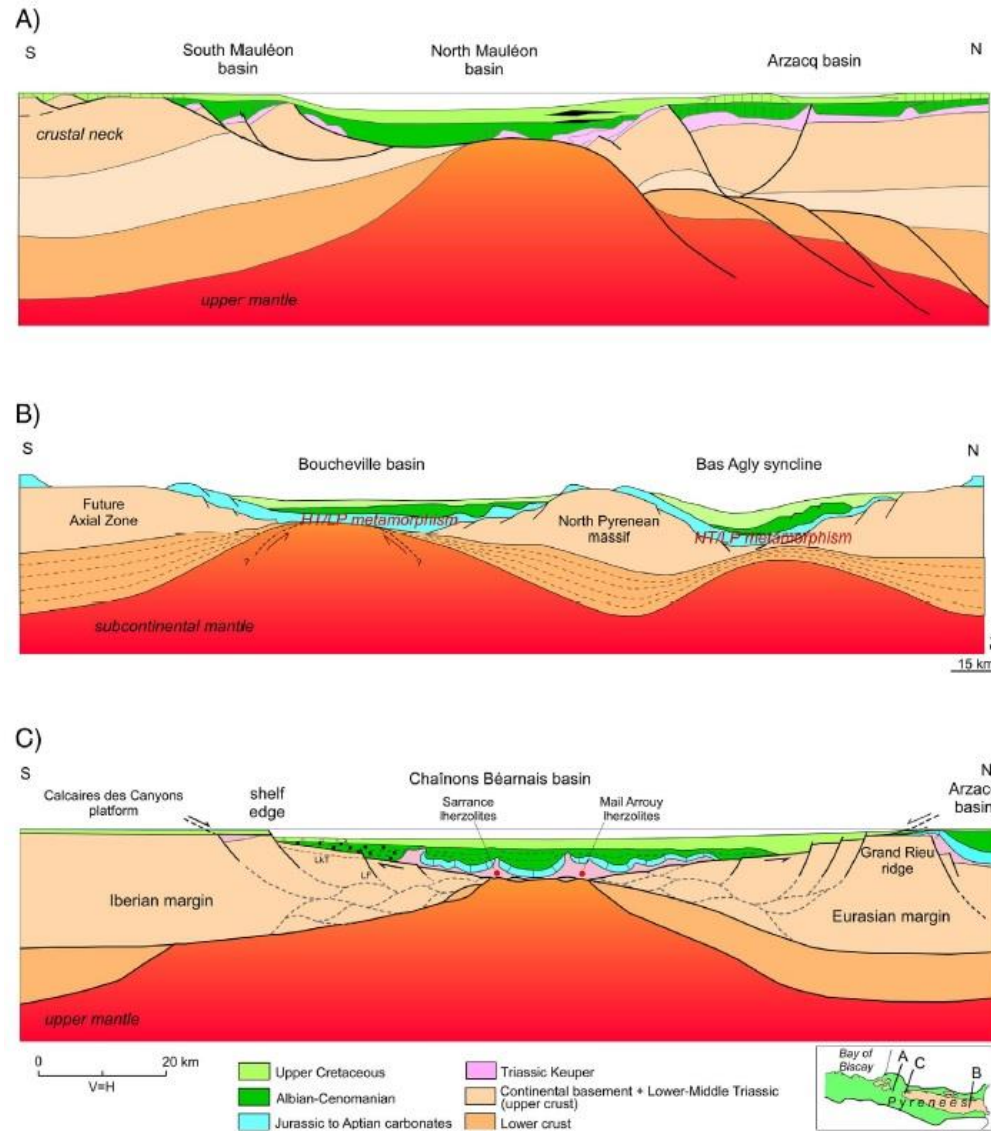 A)
S
South Mauléon
basin
North Mauléon
basin
Arzacq basin
N
crustal neck
upper mantle
B)
S
Boucheville basin
Bas Agly syncline
N
Future
Axial Zone
HT/LP metamorphism
North Pyrenean
massif
HT/LP metamorphism
?
?
subcontinental mantle
15 km
C)
S
Chaînons Béarnais basin
N
Calcaires des Canyons
platform
shelf
edge
Sarrance
lherzolites
Mail Arrouy
lherzolites
Arzacq
basin
LkT
LF
Grand Rieu
ridge
Iberian margin
Eurasian margin
upper mantle
0 20 km
V=H
Upper Cretaceous
Albian-Cenomanian
Jurassic to Aptian carbonates
Triassic Keuper
Continental basement + Lower-Middle Triassic
(upper crust)
Lower crust
Bay of
Biscay
A
C
B
Pyrenees